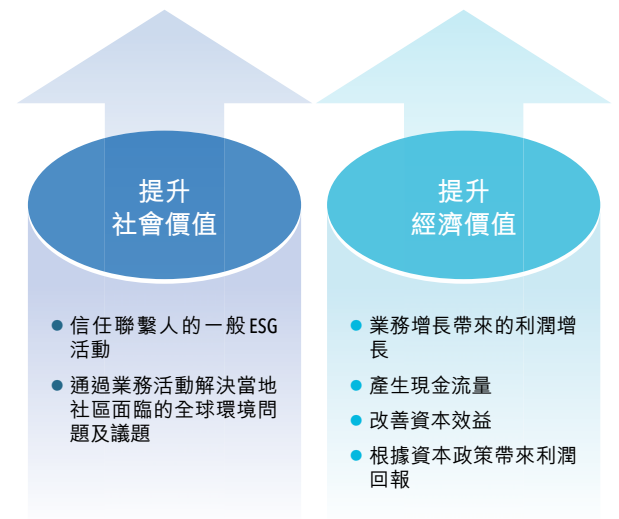 提升
社會價值
信任聯繫人的一般ESG
活動
通過業務活動解決當地
社區面臨的全球環境問
題及議題
提升
經濟價值
業務增長帶來的利潤增
長
產生現金流量
改善資本效益
根據資本政策帶來利潤
回報